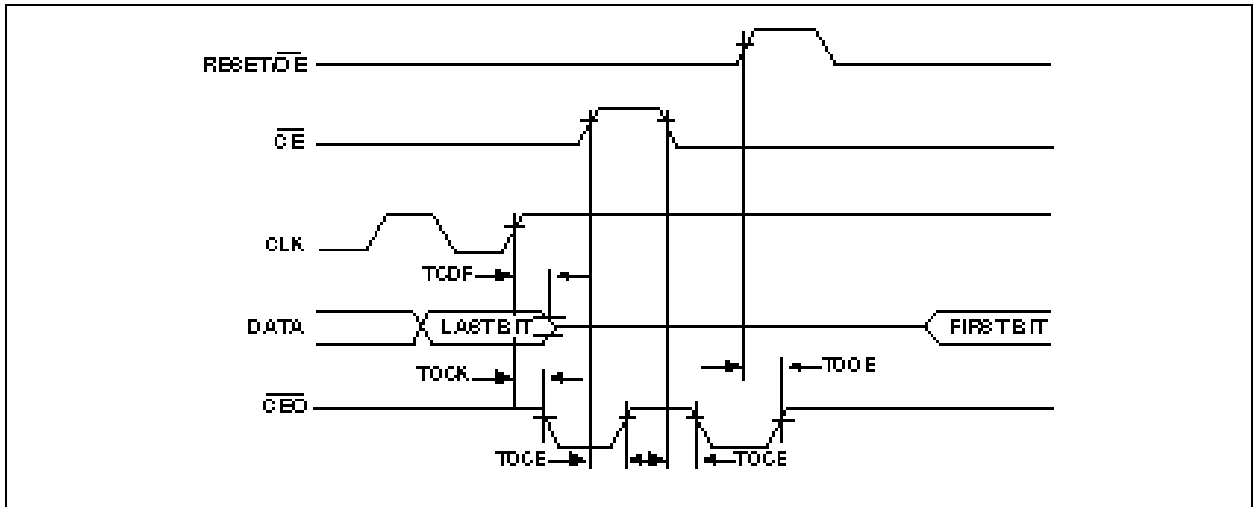 RESET/OE
CE
CLK
TCDF
DATA
LAST BIT
FIRST BIT
TOCK
TOOE
CEO
TOCE
TOCE